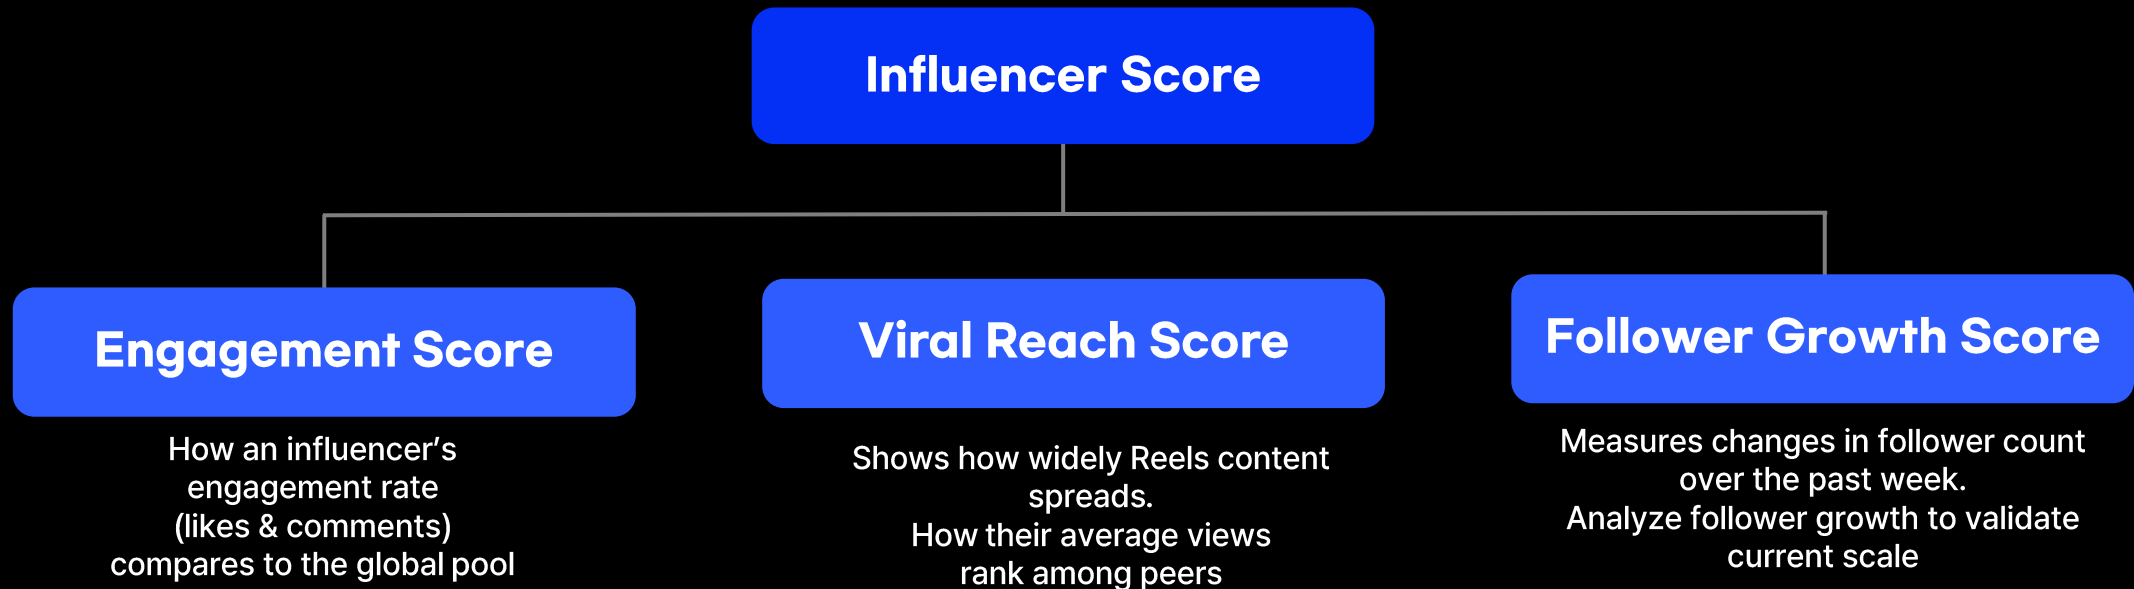 Influencer Score
Engagement Score
How an influencer’s
engagement rate
(likes & comments)
compares to the global pool
Viral Reach Score
Shows how widely Reels content
spreads.
How their average views
rank among peers
Follower Growth Score
Measures changes in follower count
over the past week.
Analyze follower growth to validate
current scale